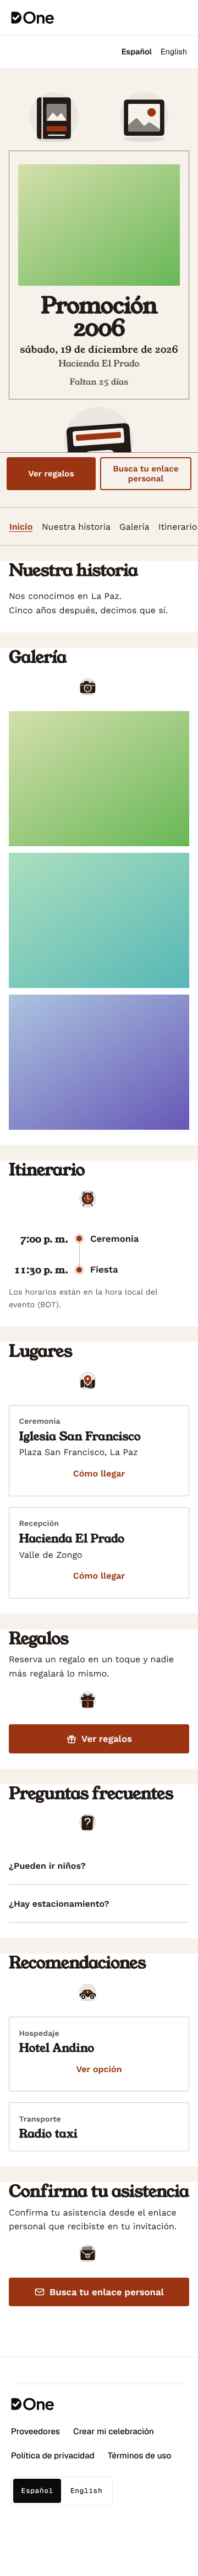 One
Español English
Promoción
2006
sábado, 19 de diciembre de 2026
Hacienda El Prado
Faltan 25 días
Ver regalos
Busca tu enlace
personal
Inicio Nuestra historia Galería Itinerario
Nuestra historia
Nos conocimos en La Paz.
Cinco años después, decimos que sí.
Galería
Itinerario
7:00 p. m. Ceremonia
11:30 p. m. Fiesta
Los horarios están en la hora local del
evento (BOT).
Lugares
Ceremonia
Iglesia San Francisco
Plaza San Francisco, La Paz
Cómo llegar
Recepción
Hacienda El Prado
Valle de Zongo
Cómo llegar
Regalos
Reserva un regalo en un toque y nadie
más regalará lo mismo.
Ver regalos
Preguntas frecuentes
¿Pueden ir niños?
¿Hay estacionamiento?
Recomendaciones
Hospedaje
Hotel Andino
Ver opción
Transporte
Radio taxi
Confirma tu asistencia
Confirma tu asistencia desde el enlace
personal que recibiste en tu invitación.
Busca tu enlace personal
One
Proveedores Crear mi celebración
Política de privacidad Términos de uso
Español English